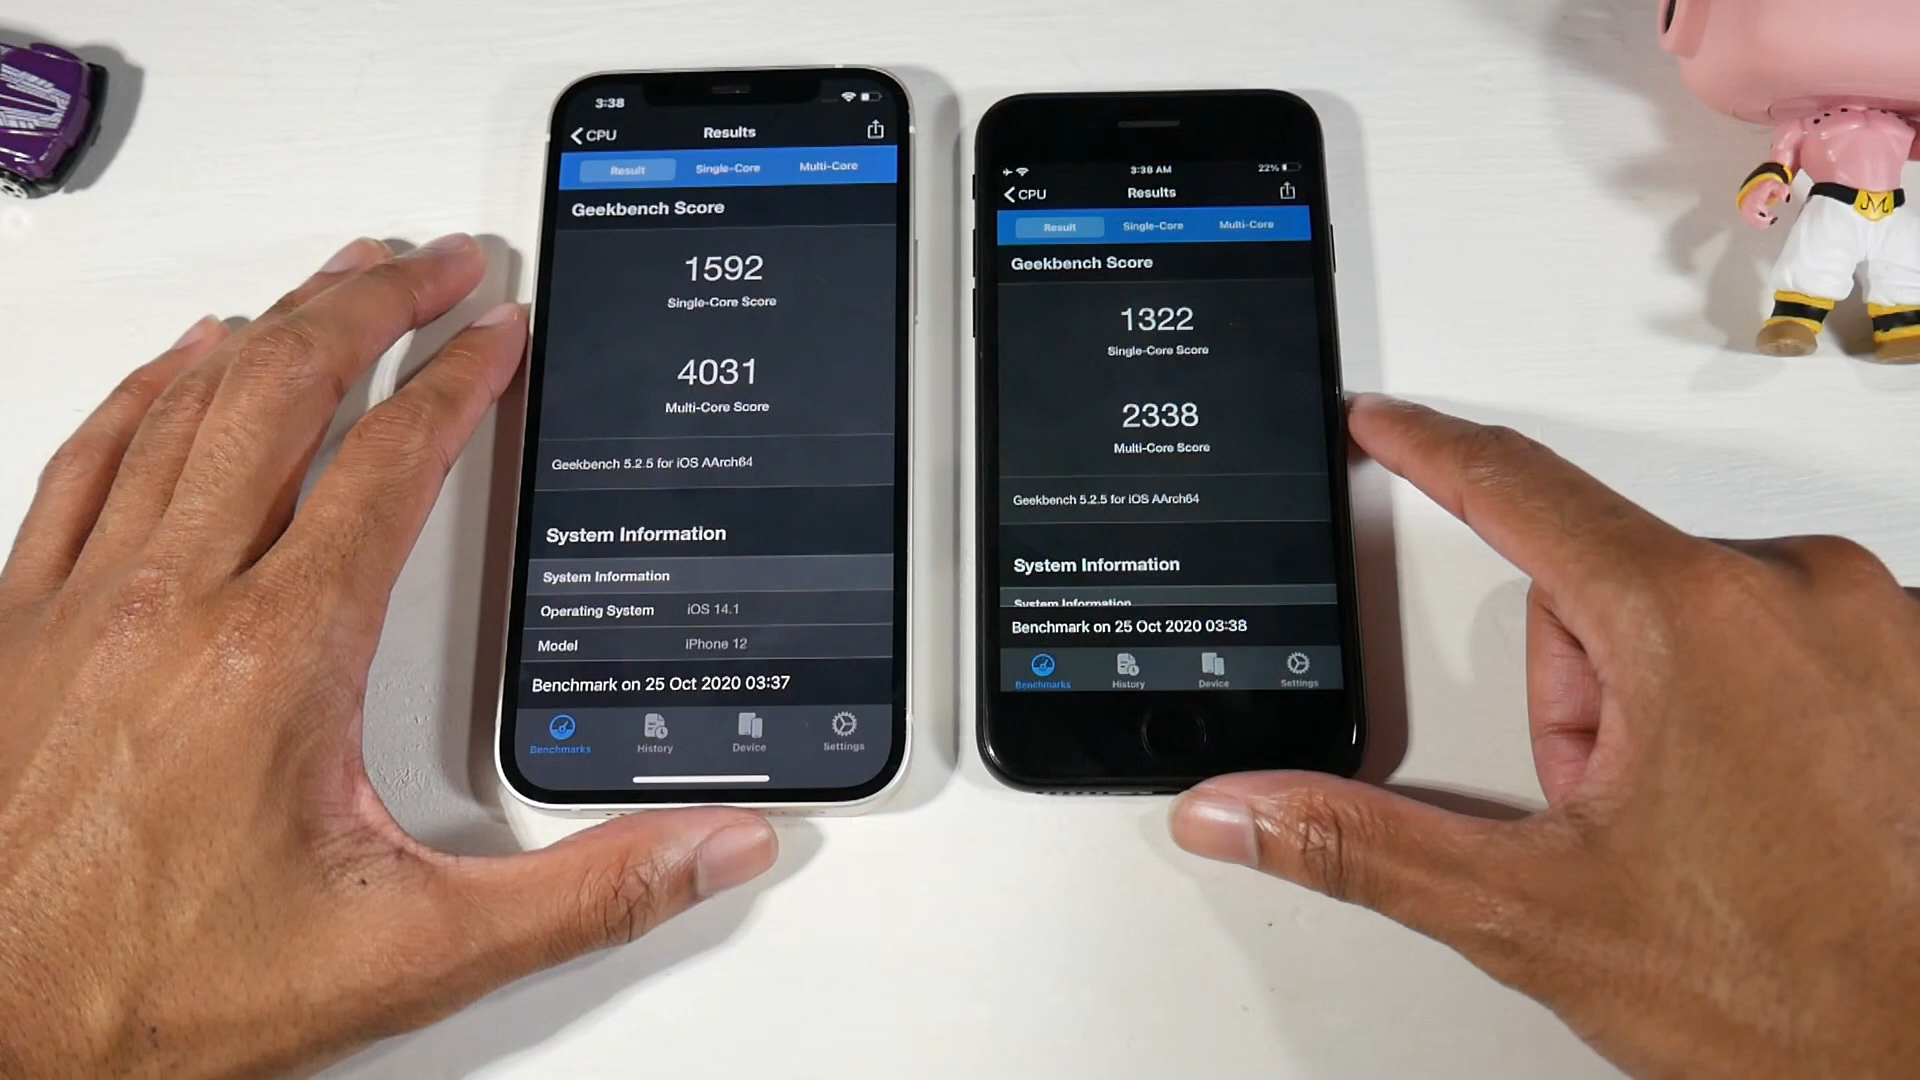 3:38
CPU
Results
Result Single-Core Multi-Core
Geekbench Score
1592
Single-Core Score
4031
Multi-Core Score
Geekbench 5.2.5 for iOS AArch64
System Information
System Information
Operating System iOS 14.1
Model iPhone 12
Benchmark on 25 Oct 2020 03:37
Benchmarks History Device Settings
3:38 AM 22%
CPU
Results
Result Single-Core Multi-Core
Geekbench Score
1322
Single-Core Score
2338
Multi-Core Score
Geekbench 5.2.5 for iOS AArch64
System Information
System Information
Benchmark on 25 Oct 2020 03:38
Benchmarks History Device Settings
M